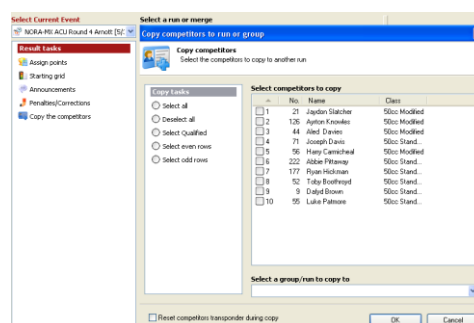 Select Current Event
NORA-MX ACU Round 4 Arnott [5/
Result tasks
Assign points
Starting grid
Announcements
Penalties/Corrections
Copy the competitors
Select a run or merge
Copy competitors to run or group
Copy competitors
Select the competitors to copy to another run
Copy tasks
Select all
Deselect all
Select Qualified
Select even rows
Select odd rows
Select competitors to copy
No. Name Class
1 21 Jaydon Slatcher 50cc Modified
2 126 Ayrton Knowles 50cc Modified
3 44 Aled Davies 50cc Modified
4 71 Joseph Davis 50cc Stand...
5 56 Harry Carmicheal 50cc Modified
6 222 Abbie Pittaway 50cc Stand...
7 177 Ryan Hickman 50cc Stand...
8 52 Toby Boothroyd 50cc Stand...
9 9 Dalyd Brown 50cc Stand...
10 55 Luke Patmore 50cc Stand...
Select a group/run to copy to
Reset competitors transponder during copy
OK
Cancel